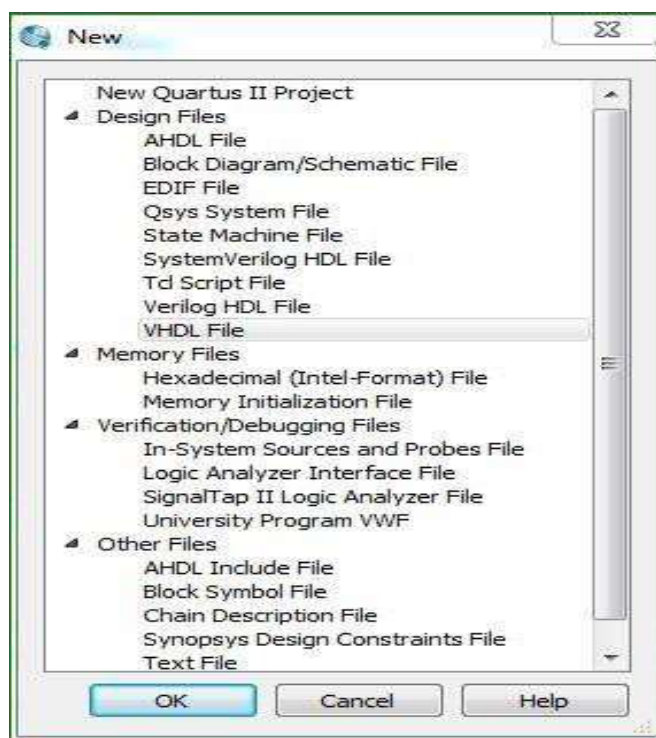 New
New Quartus II Project
Design Files
AHDL File
Block Diagram/Schematic File
EDIF File
Qsys System File
State Machine File
SystemVerilog HDL File
Tcl Script File
Verilog HDL File
VHDL File
Memory Files
Hexadecimal (Intel-Format) File
Memory Initialization File
Verification/Debugging Files
In-System Sources and Probes File
Logic Analyzer Interface File
SignalTap II Logic Analyzer File
University Program VWF
Other Files
AHDL Include File
Block Symbol File
Chain Description File
Synopsys Design Constraints File
Text File
OK Cancel Help